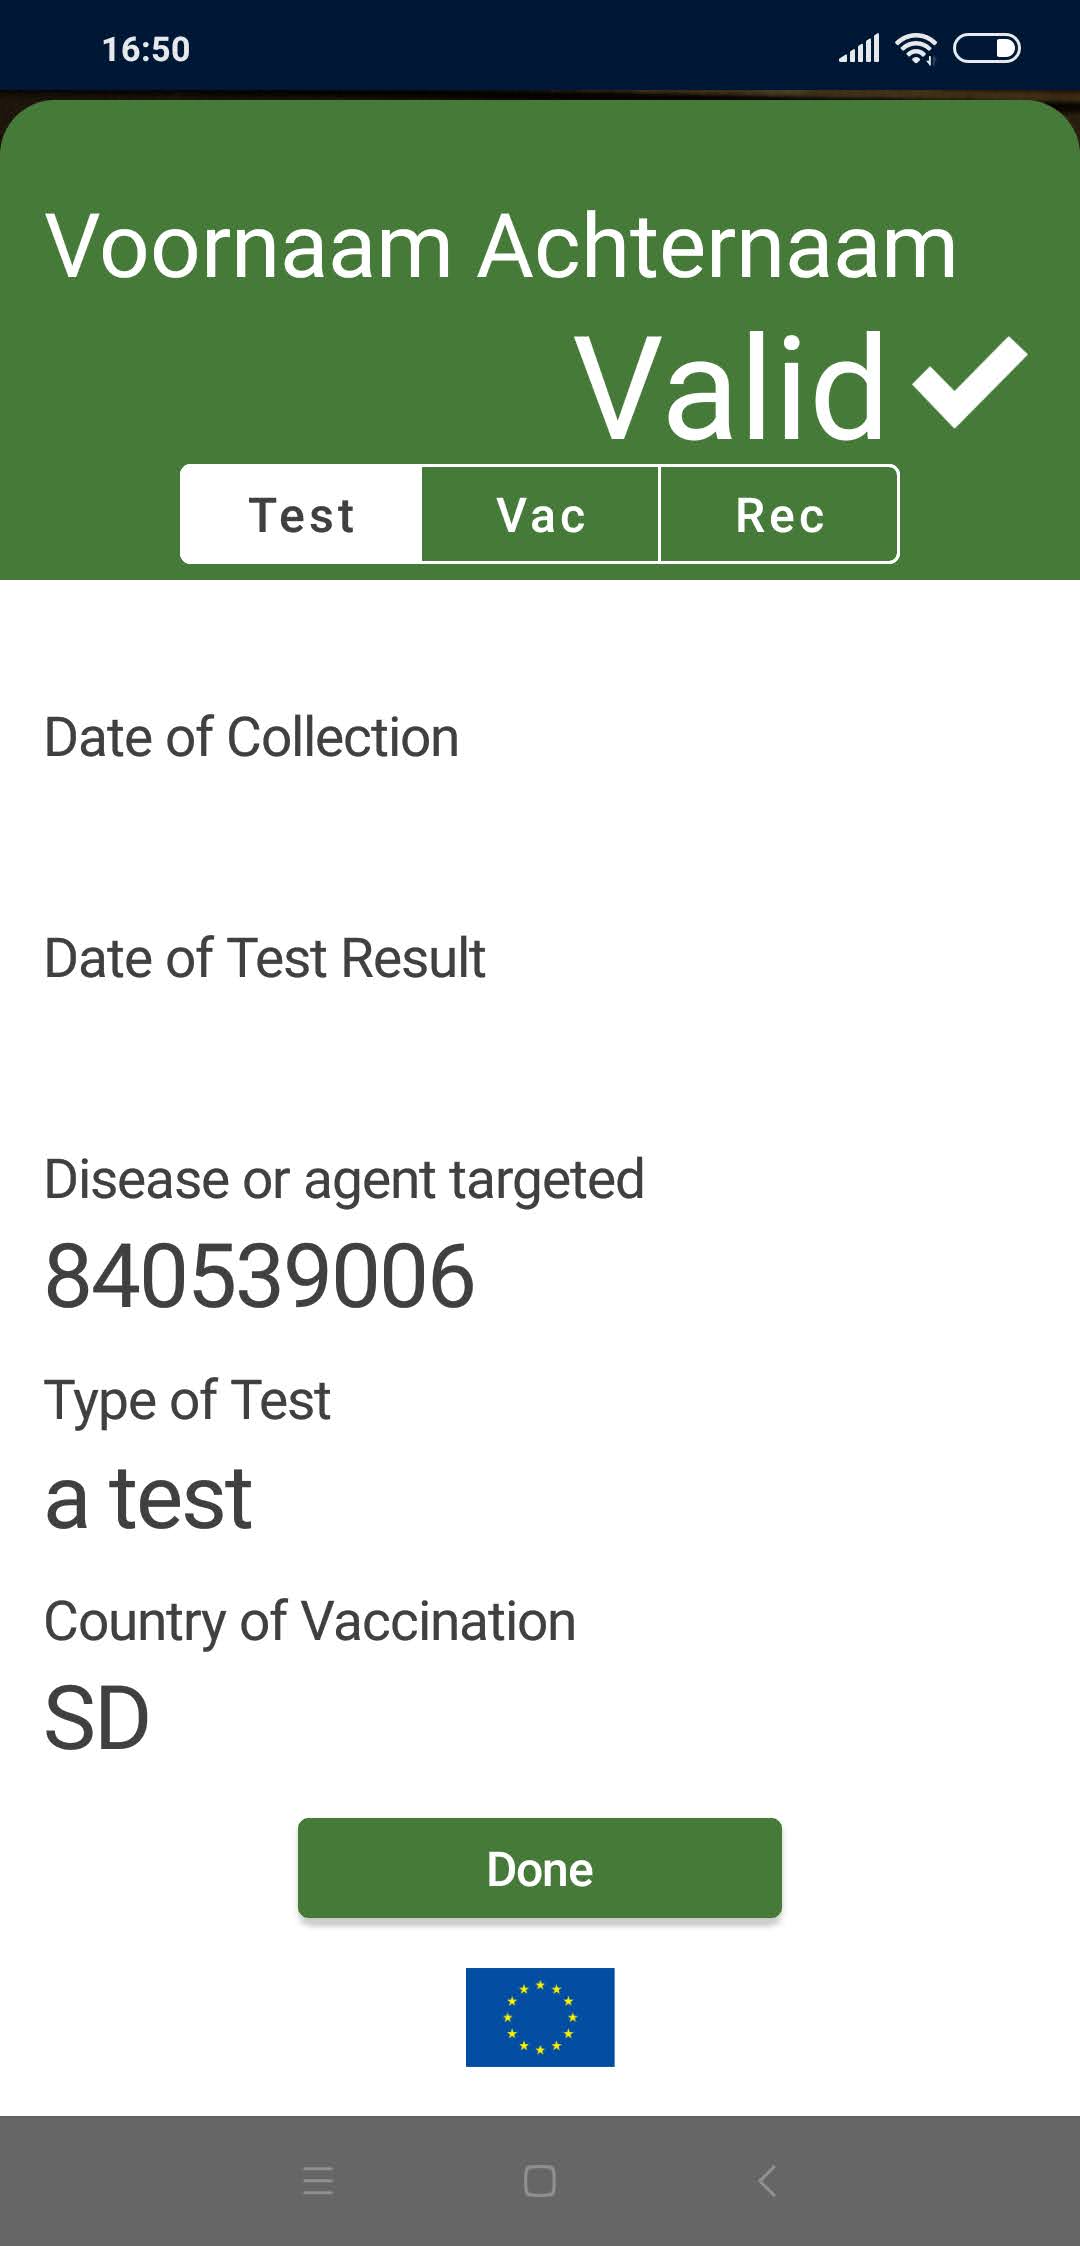 16:50
Voornaam Achternaam
Valid
Test Vac Rec
Date of Collection
Date of Test Result
Disease or agent targeted
840539006
Type of Test
a test
Country of Vaccination
SD
Done